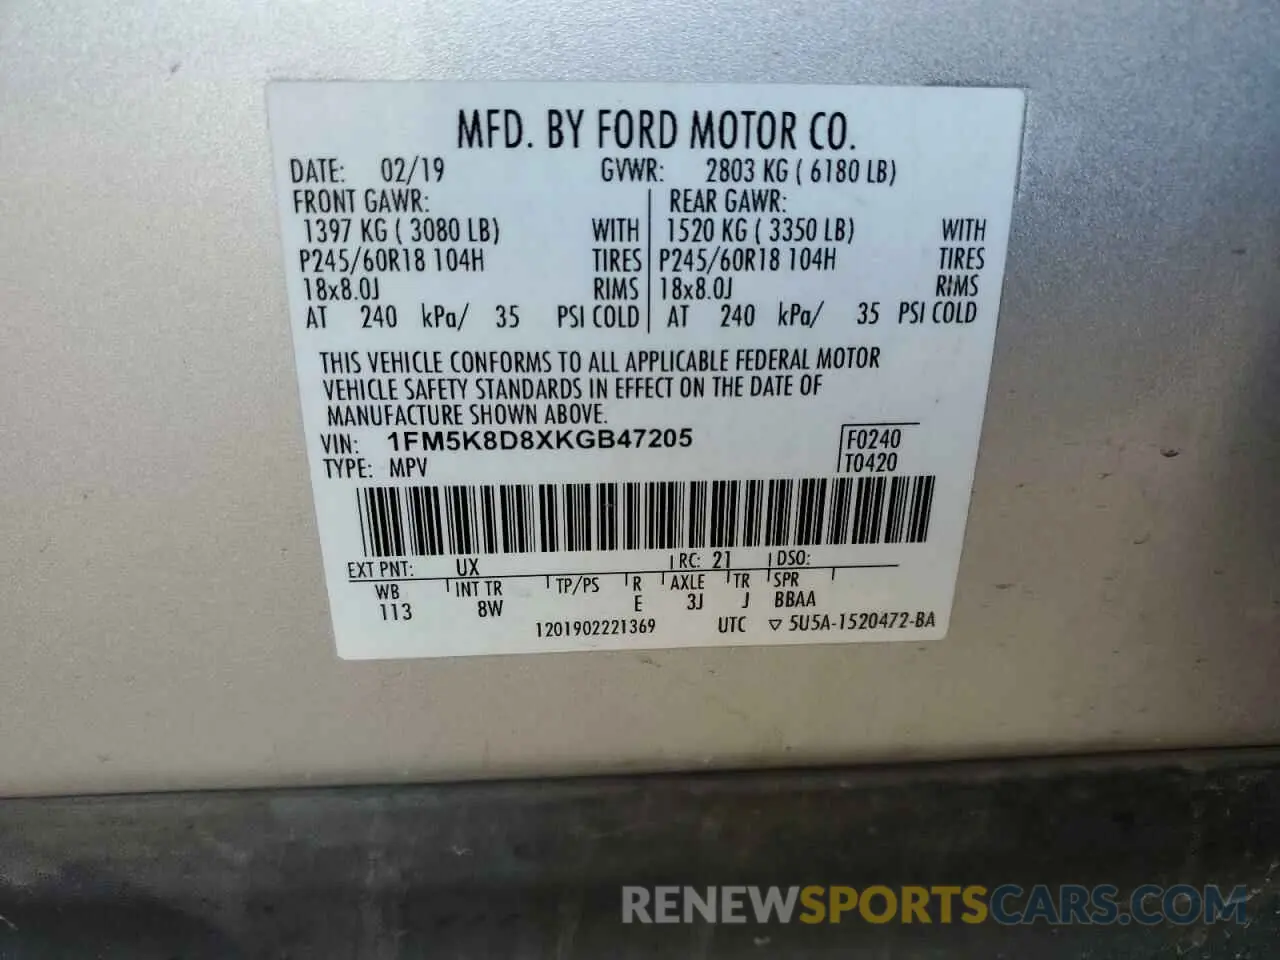 MFD. BY FORD MOTOR CO.
DATE: 02/19 GVWR: 2803 KG ( 6180 LB)
FRONT GAWR: REAR GAWR:
1397 KG ( 3080 LB) WITH 1520 KG ( 3350 LB) WITH
P245/60R18 104H TIRES P245/60R18 104H TIRES
18x8.0J RIMS 18x8.0J RIMS
AT 240 kPa/ 35 PSI COLD AT 240 kPa/ 35 PSI COLD
THIS VEHICLE CONFORMS TO ALL APPLICABLE FEDERAL MOTOR
VEHICLE SAFETY STANDARDS IN EFFECT ON THE DATE OF
MANUFACTURE SHOWN ABOVE.
VIN: 1FM5K8D8XKGB47205 F0240
TYPE: MPV T0420
EXT PNT: UX RC: 21 DSO:
WB INT TR TP/PS R AXLE TR SPR
113 8W E 3J J BBAA
1201902221369 UTC ▽ 5U5A-1520472-BA
RENEWSPORTSCARS.COM